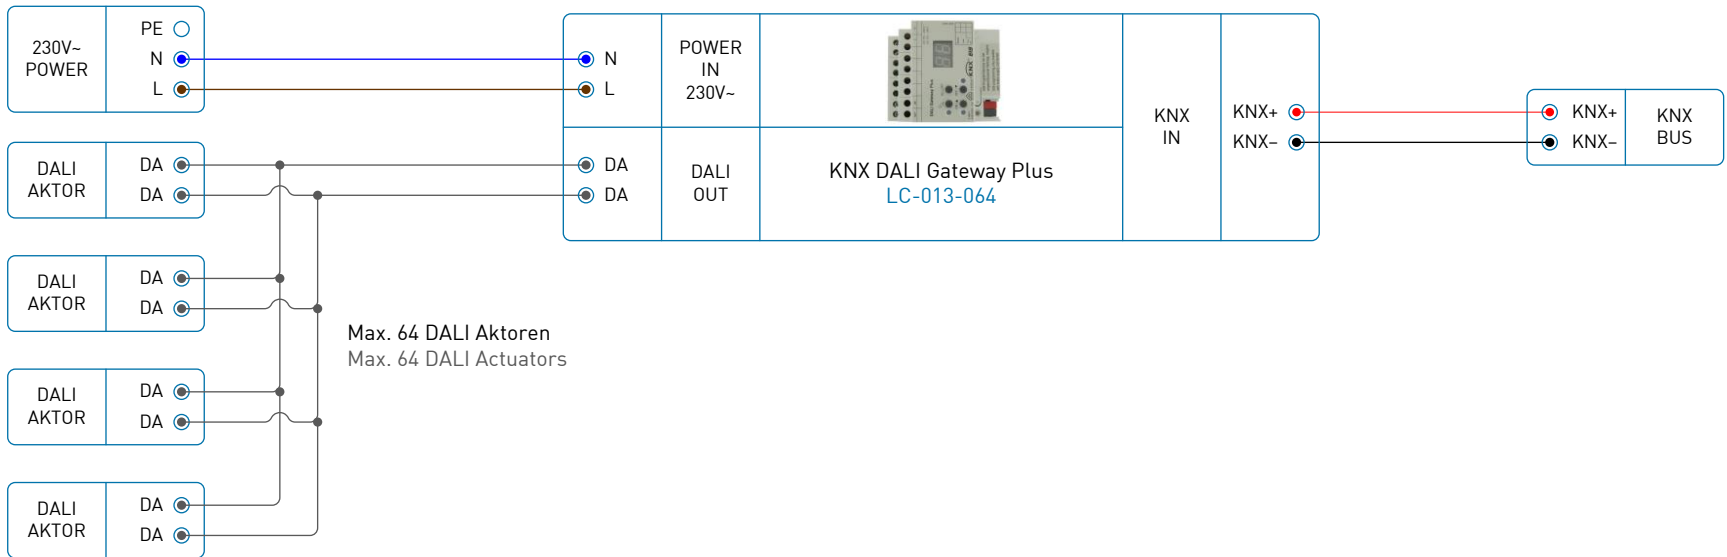 230V~
POWER
PE
N
L
N
L
POWER
IN
230V~
KNX
KNX
IN
KNX+
KNX–
KNX+
KNX–
KNX
BUS
DALI
AKTOR
DA
DA
DA
DA
DALI
OUT
KNX DALI Gateway Plus
LC-013-064
DALI
AKTOR
DA
DA
Max. 64 DALI Aktoren
Max. 64 DALI Actuators
DALI
AKTOR
DA
DA
DALI
AKTOR
DA
DA